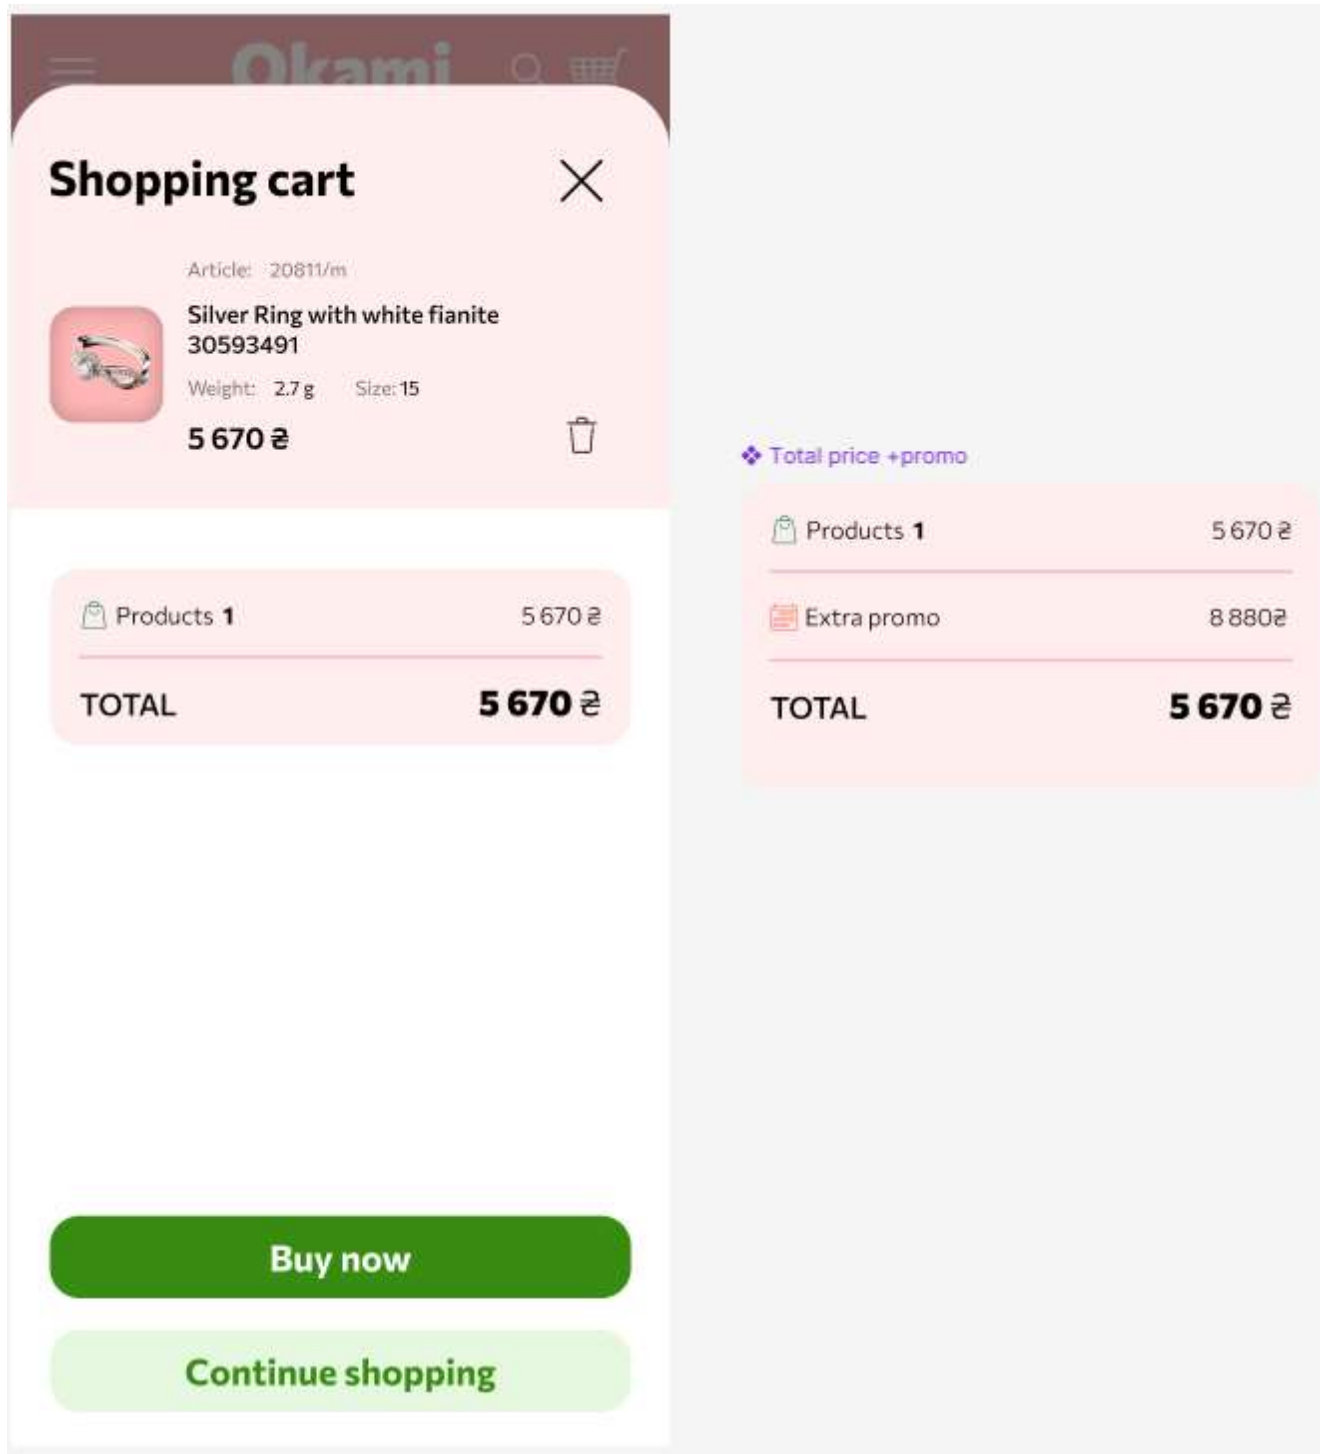 Okami
Shopping cart
Article: 20811/m
Silver Ring with white fianite
30593491
Weight: 2.7 g Size: 15
5 670 ₴
Products 1 5 670 ₴
TOTAL 5 670 ₴
Buy now
Continue shopping
Total price +promo
Products 1 5 670 ₴
Extra promo 8 880₴
TOTAL 5 670 ₴